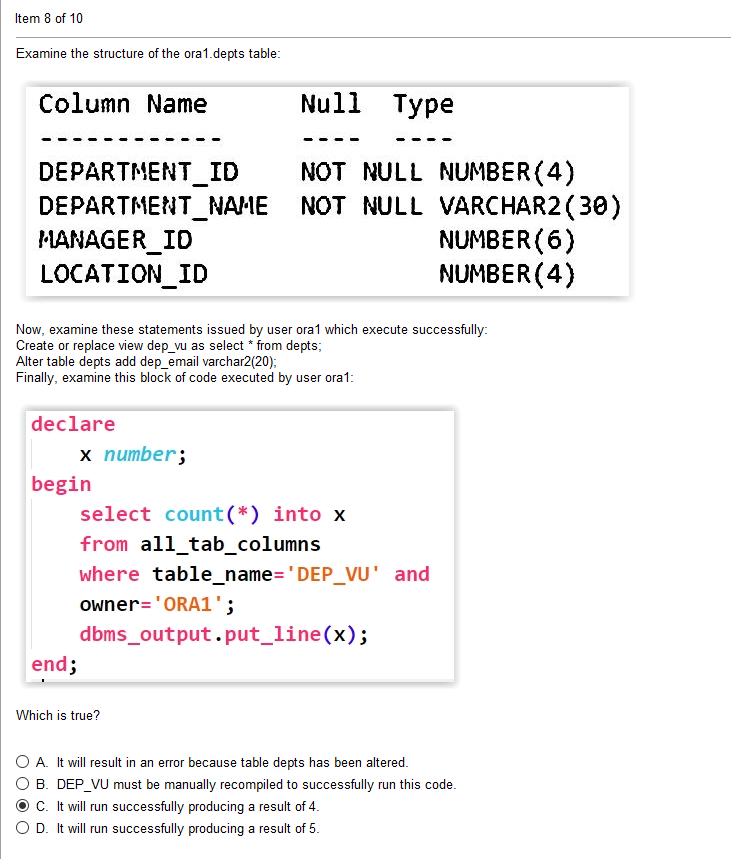 Item 8 of 10
Examine the structure of the ora1.depts table:
Column Name Null Type
------------ ---- ----
DEPARTMENT_ID NOT NULL NUMBER(4)
DEPARTMENT_NAME NOT NULL VARCHAR2(30)
MANAGER_ID NUMBER(6)
LOCATION_ID NUMBER(4)
Now, examine these statements issued by user ora1 which execute successfully:
Create or replace view dep_vu as select * from depts;
Alter table depts add dep_email varchar2(20);
Finally, examine this block of code executed by user ora1:
declare
x number;
begin
select count(*) into x
from all_tab_columns
where table_name='DEP_VU' and
owner='ORA1';
dbms_output.put_line(x);
end;
Which is true?
A. It will result in an error because table depts has been altered.
B. DEP_VU must be manually recompiled to successfully run this code.
C. It will run successfully producing a result of 4.
D. It will run successfully producing a result of 5.